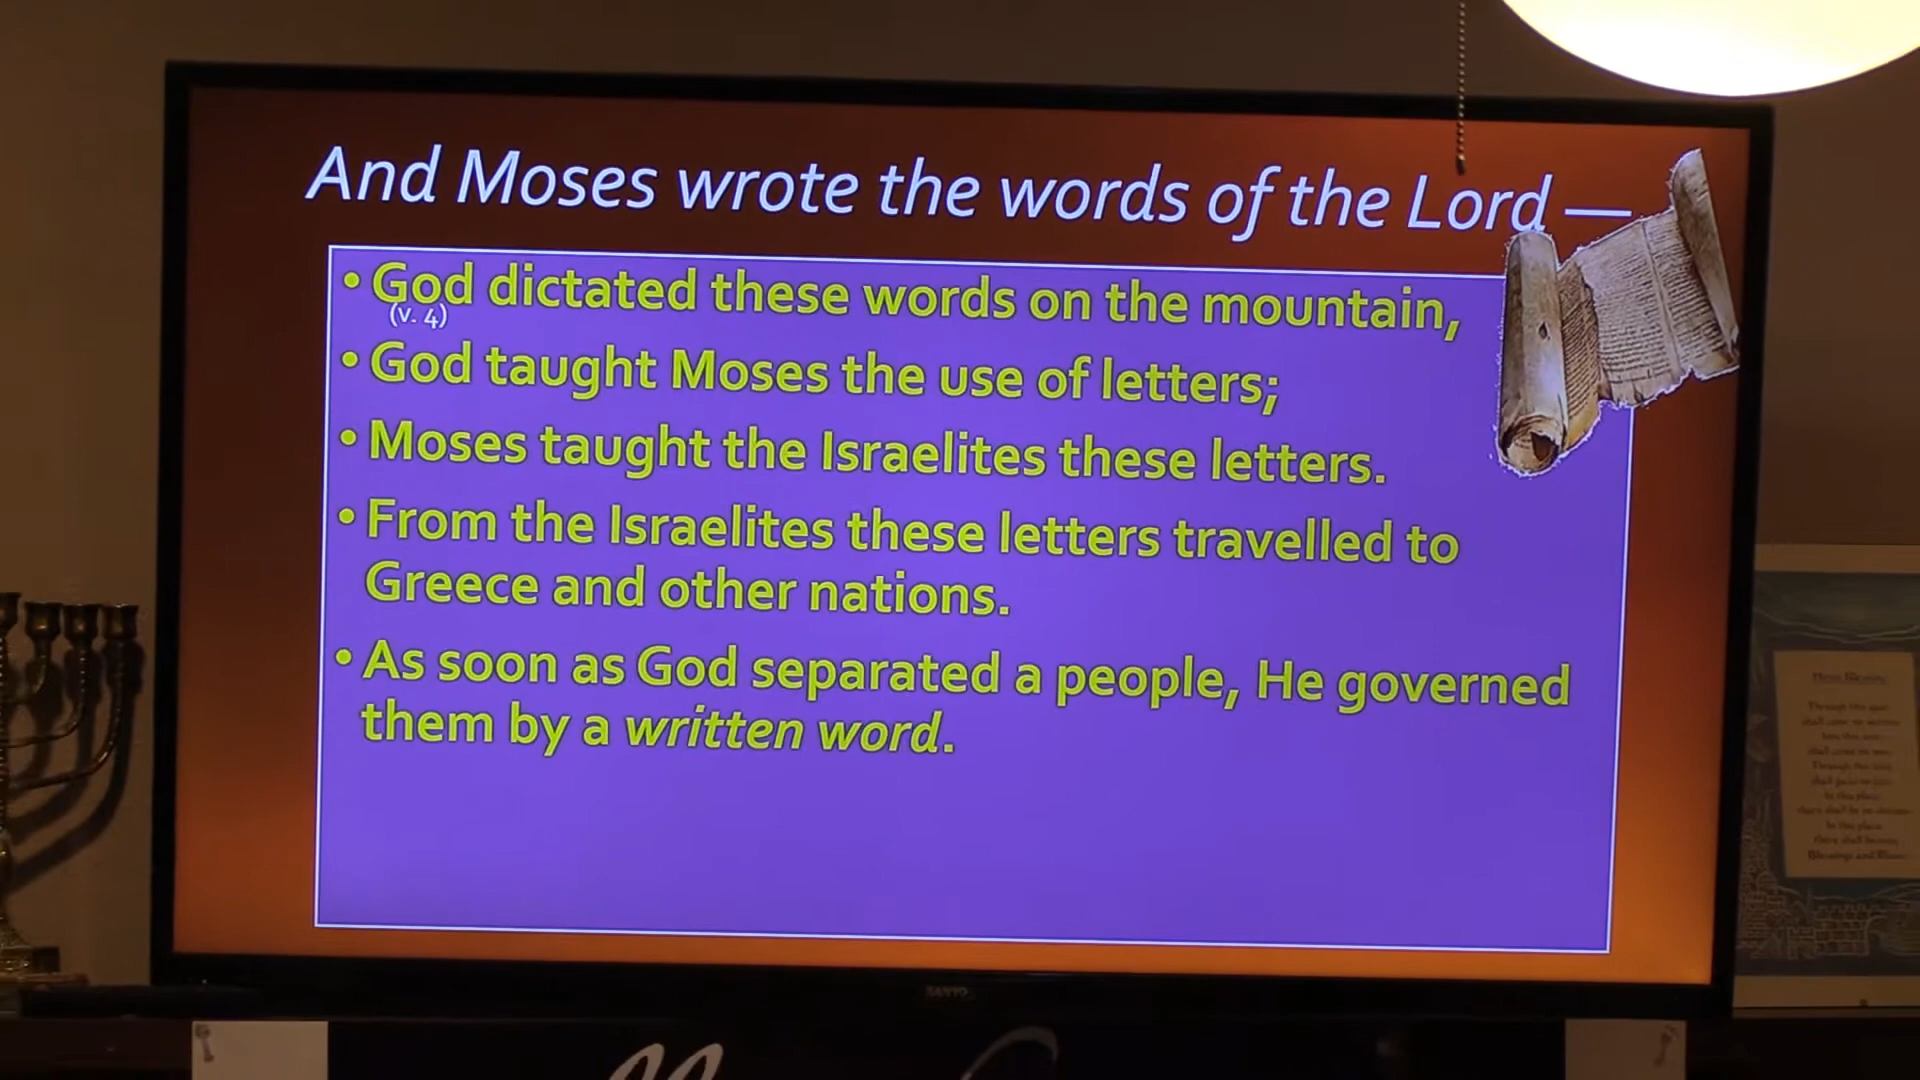 And Moses wrote the words of the Lord —
• God dictated these words on the mountain,
(v. 4)
• God taught Moses the use of letters;
• Moses taught the Israelites these letters.
• From the Israelites these letters travelled to
Greece and other nations.
• As soon as God separated a people, He governed
them by a written word.
SANYO